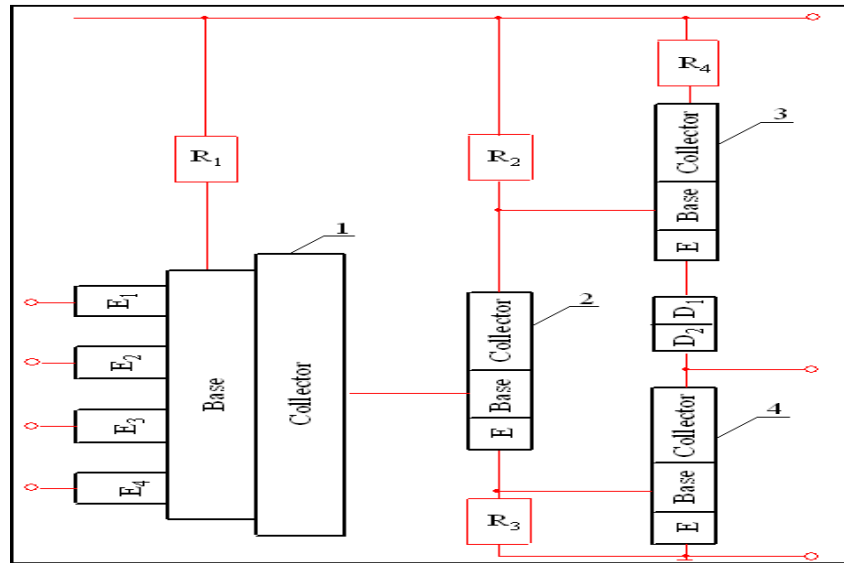 R4
3
Collector
Base
E
R1
R2
1
E1
E2
E3
E4
Base
Collector
2
Collector
Base
E
D1
D2
4
Collector
Base
E
R3